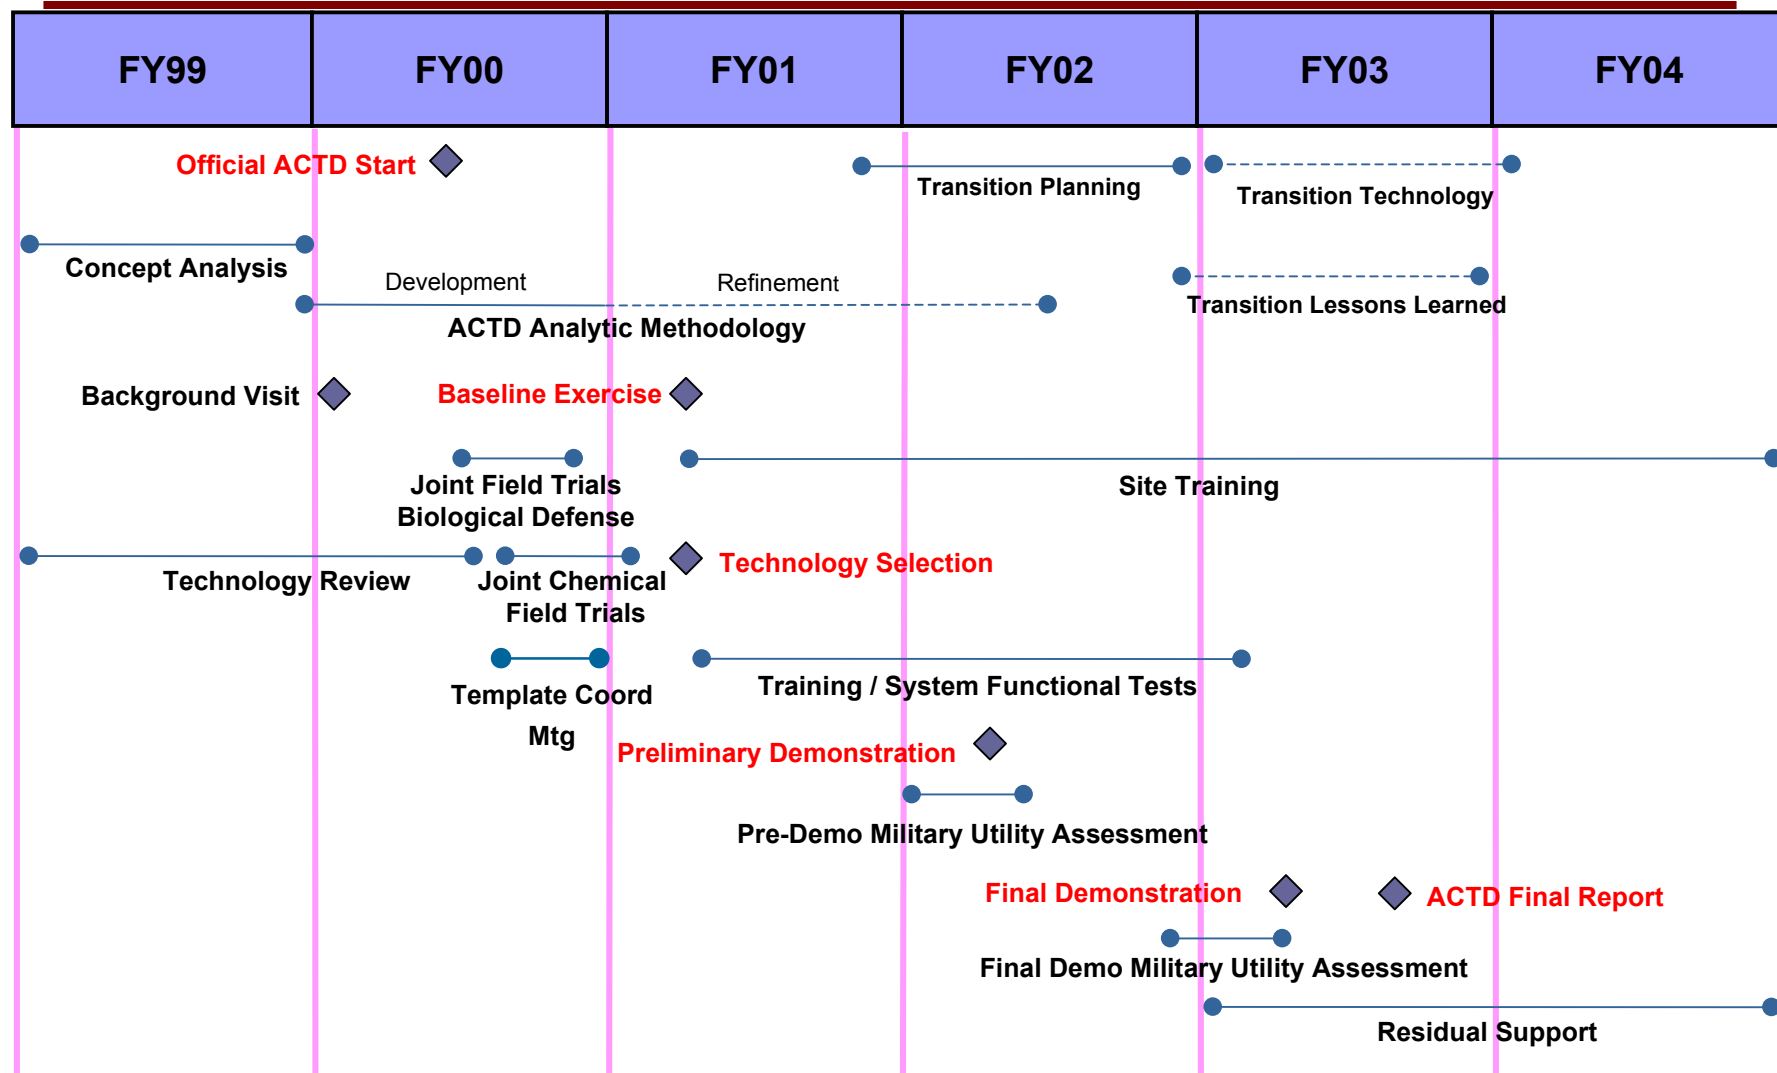 FY99
FY00
FY01
FY02
FY03
FY04
Official ACTD Start
Transition Planning
Transition Technology
Concept Analysis
Development
Refinement
ACTD Analytic Methodology
Transition Lessons Learned
Background Visit
Baseline Exercise
Joint Field Trials
Biological Defense
Site Training
Technology Review
Joint Chemical
Field Trials
Technology Selection
Template Coord
Mtg
Training / System Functional Tests
Preliminary Demonstration
Pre-Demo Military Utility Assessment
Final Demonstration
ACTD Final Report
Final Demo Military Utility Assessment
Residual Support